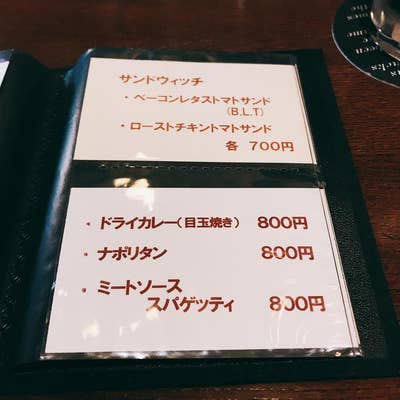 サンドウィッチ
・ベーコンレタストマトサンド
(B.L.T)
・ローストチキントマトサンド
各 700円
・ドライカレー(目玉焼き) 800円
・ナポリタン 800円
・ミートソース
スパゲッティ 800円